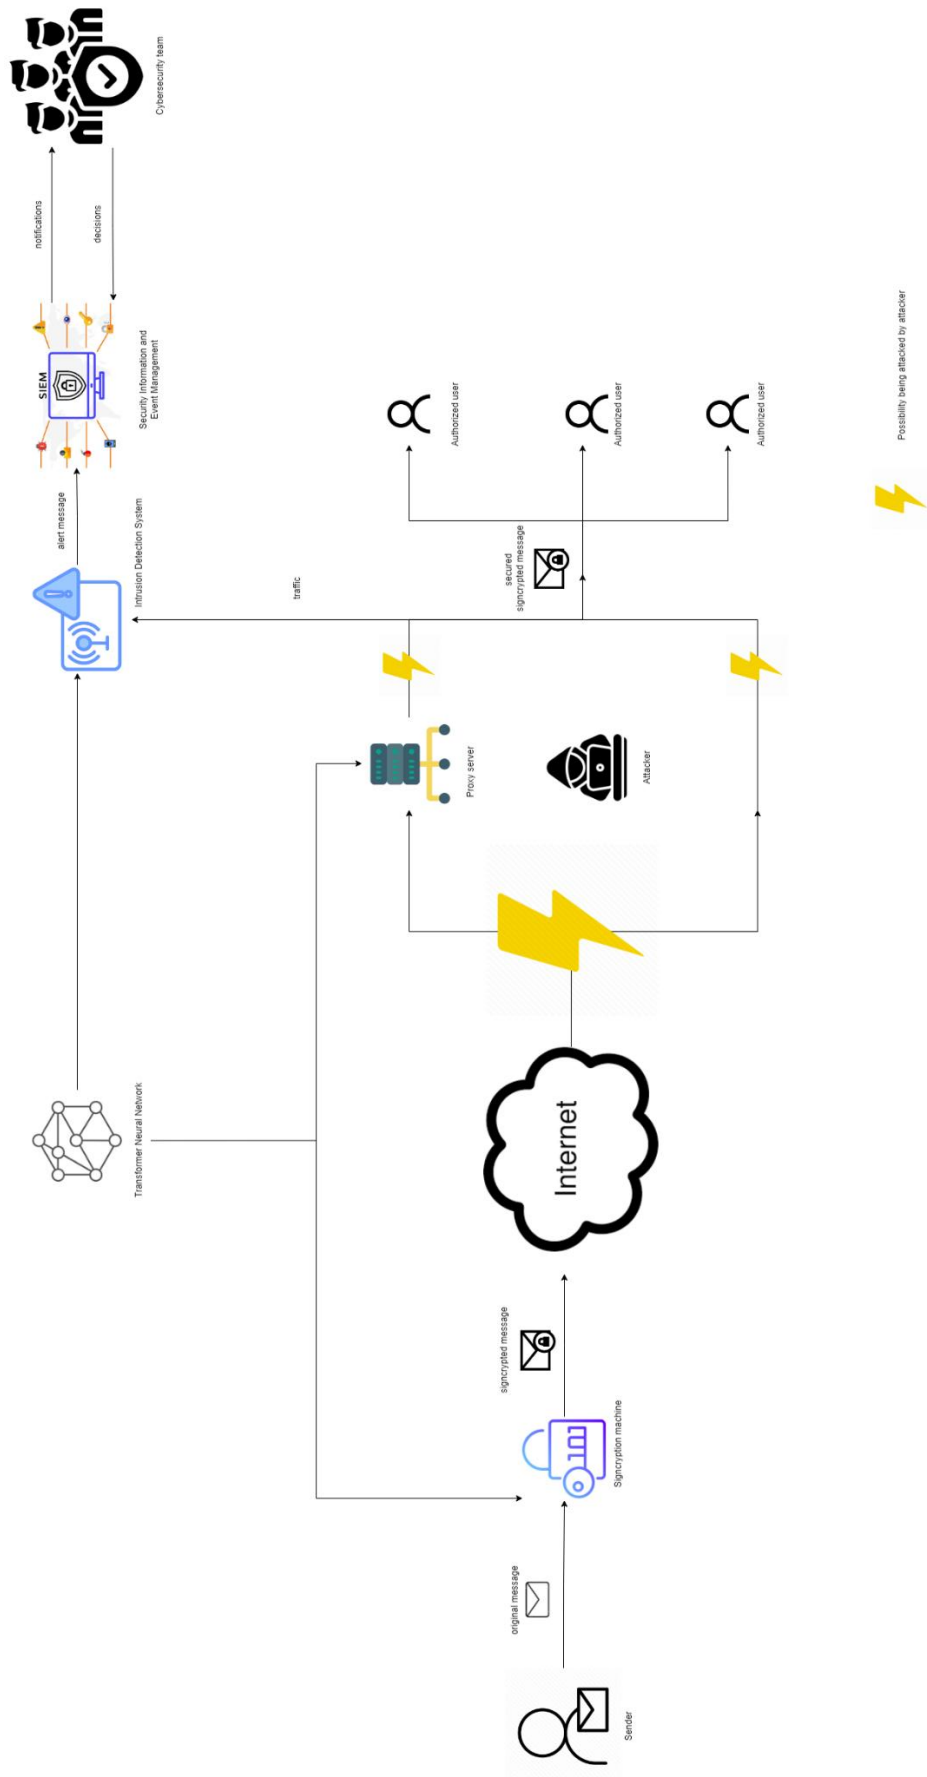 Cybersecurity team
notifications
decisions
SIEM
Security Information and
Event Management
alert message
Intrusion Detection System
traffic
Transformer Neural Network
Sender
original message
Signcryption machine
signcrypted message
Internet
Proxy server
Attacker
secured
signcrypted message
Authorized user
Authorized user
Authorized user
Possibility being attacked by attacker